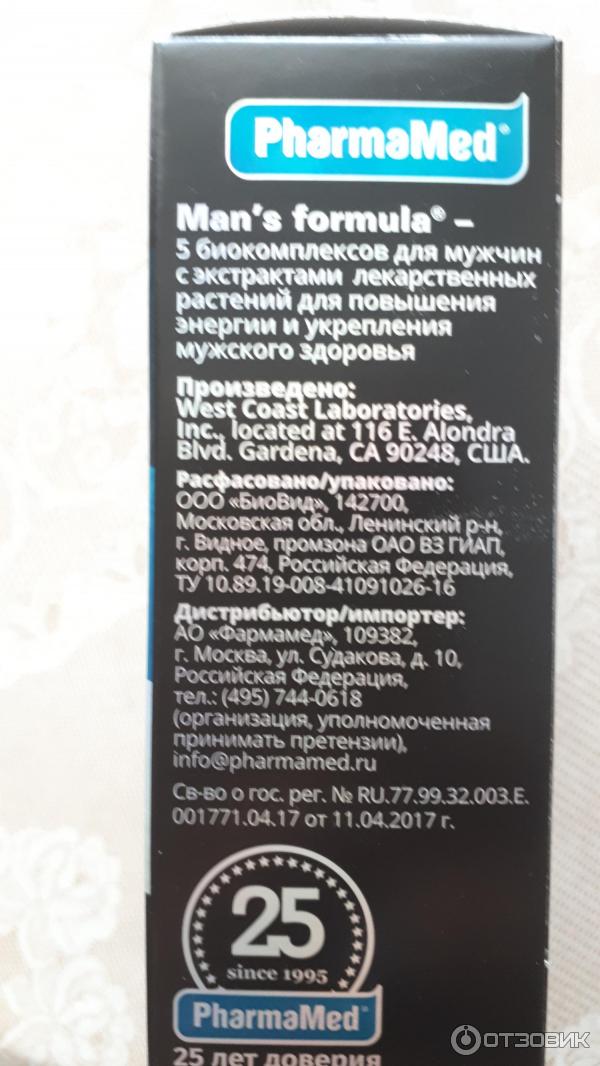 PharmaMed®
Man's formula® –
5 биокомплексов для мужчин
с экстрактами лекарственных
растений для повышения
энергии и укрепления
мужского здоровья
Произведено:
West Coast Laboratories,
Inc., located at 116 E. Alondra
Blvd. Gardena, CA 90248, США.
Расфасовано/упаковано:
ООО «БиоВид», 142700,
Московская обл., Ленинский р-н,
г. Видное, промзона ОАО ВЗ ГИАП,
корп. 474, Российская Федерация,
ТУ 10.89.19-008-41091026-16
Дистрибьютор/импортер:
АО «Фармамед», 109382,
г. Москва, ул. Судакова, д. 10,
Российская Федерация,
тел.: (495) 744-0618
(организация, уполномоченная
принимать претензии),
info@pharmamed.ru
Св-во о гос. рег. № RU.77.99.32.003.Е.
001771.04.17 от 11.04.2017 г.
25
since 1995
PharmaMed®
25 лет доверия
ОТЗОВИК